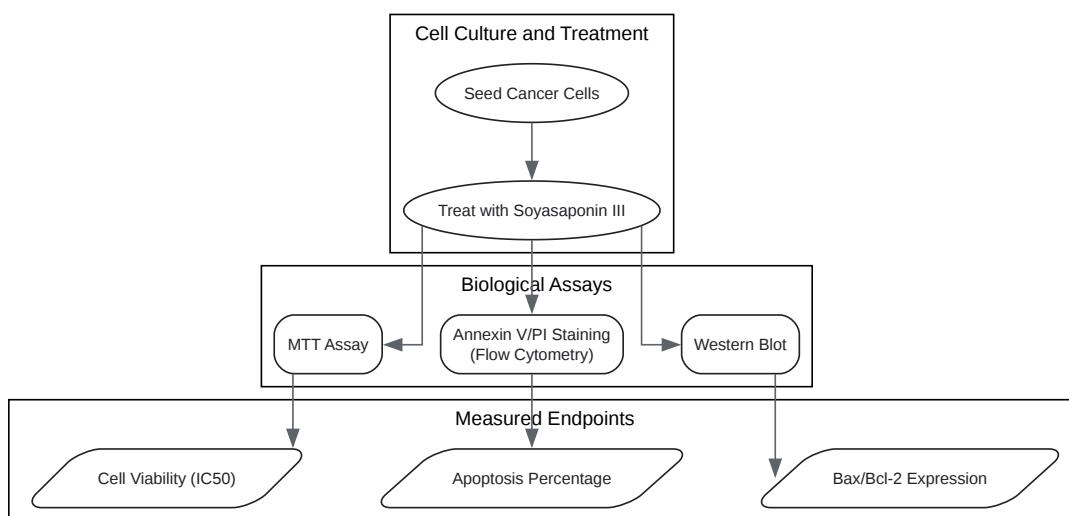 Cell Culture and Treatment
Seed Cancer Cells
Treat with Soyasaponin III
Biological Assays
MTT Assay
Annexin V/PI Staining
(Flow Cytometry)
Western Blot
Measured Endpoints
Cell Viability (IC50)
Apoptosis Percentage
Bax/Bcl-2 Expression